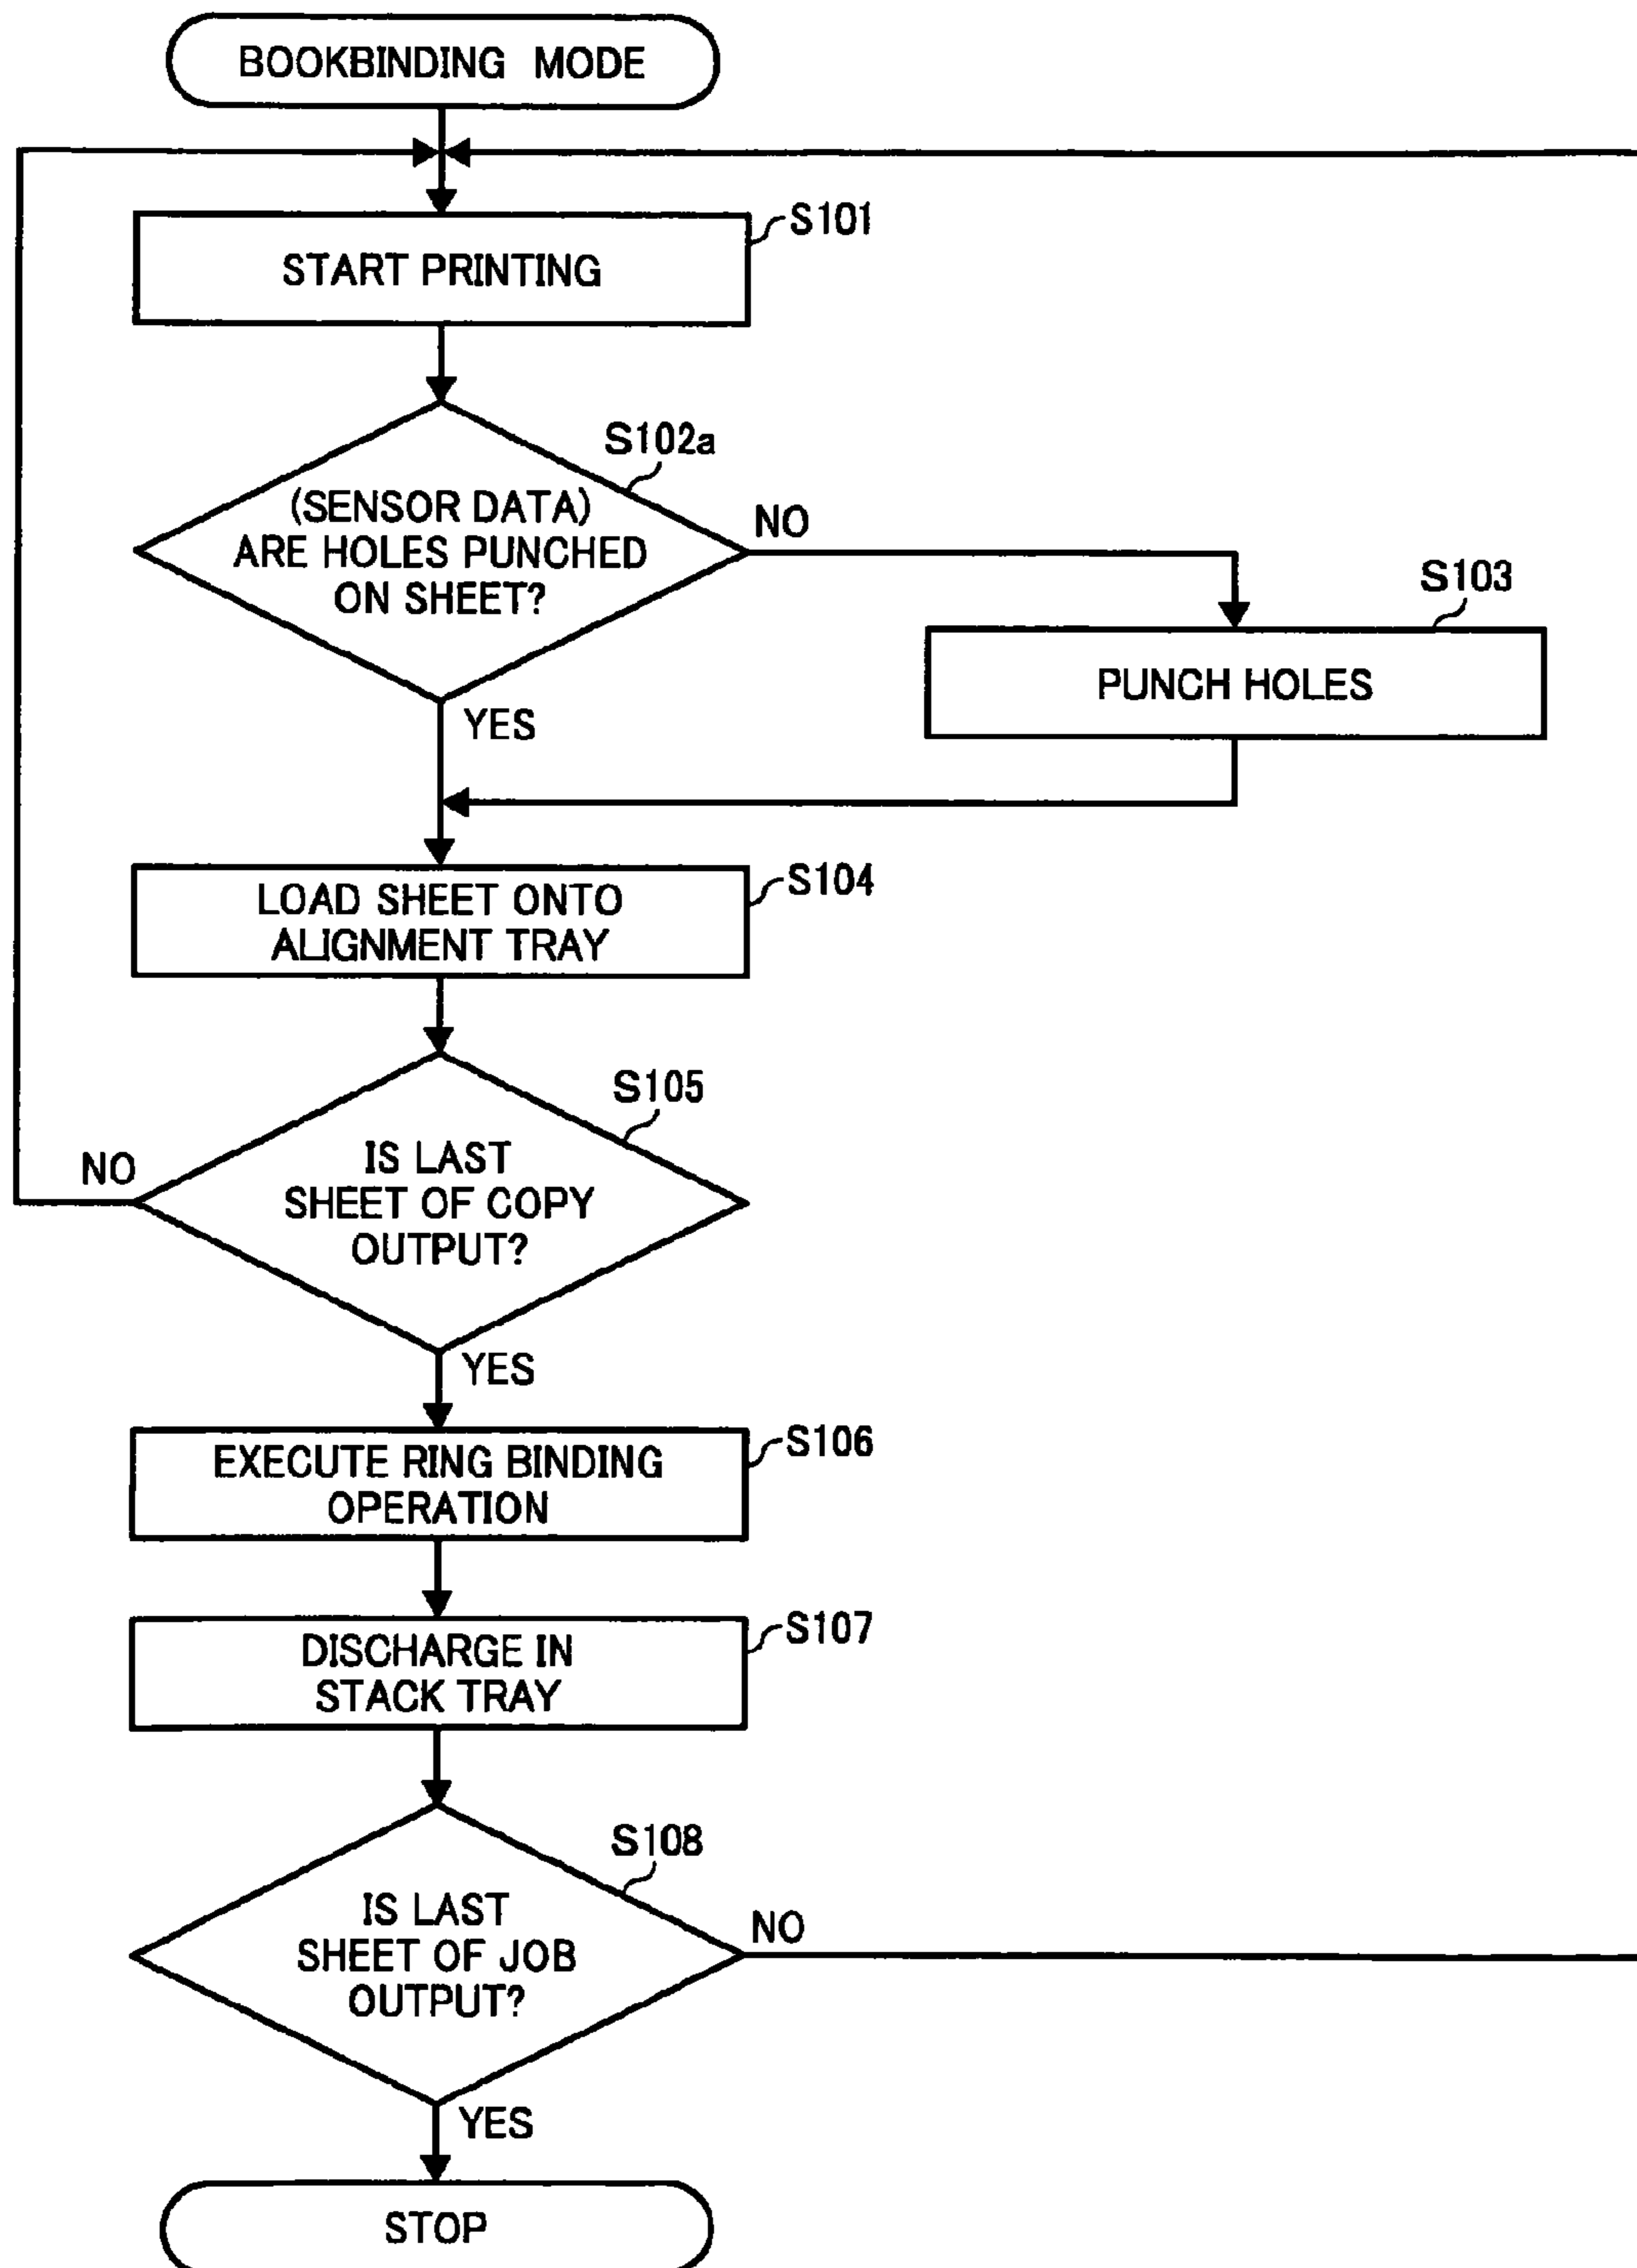 BOOKBINDING MODE
S101
START PRINTING
S102a
(SENSOR DATA)
ARE HOLES PUNCHED
ON SHEET?
NO
S103
PUNCH HOLES
YES
S104
LOAD SHEET ONTO
ALIGNMENT TRAY
S105
IS LAST
SHEET OF COPY
OUTPUT?
NO
YES
S106
EXECUTE RING BINDING
OPERATION
S107
DISCHARGE IN
STACK TRAY
S108
IS LAST
SHEET OF JOB
OUTPUT?
NO
YES
STOP